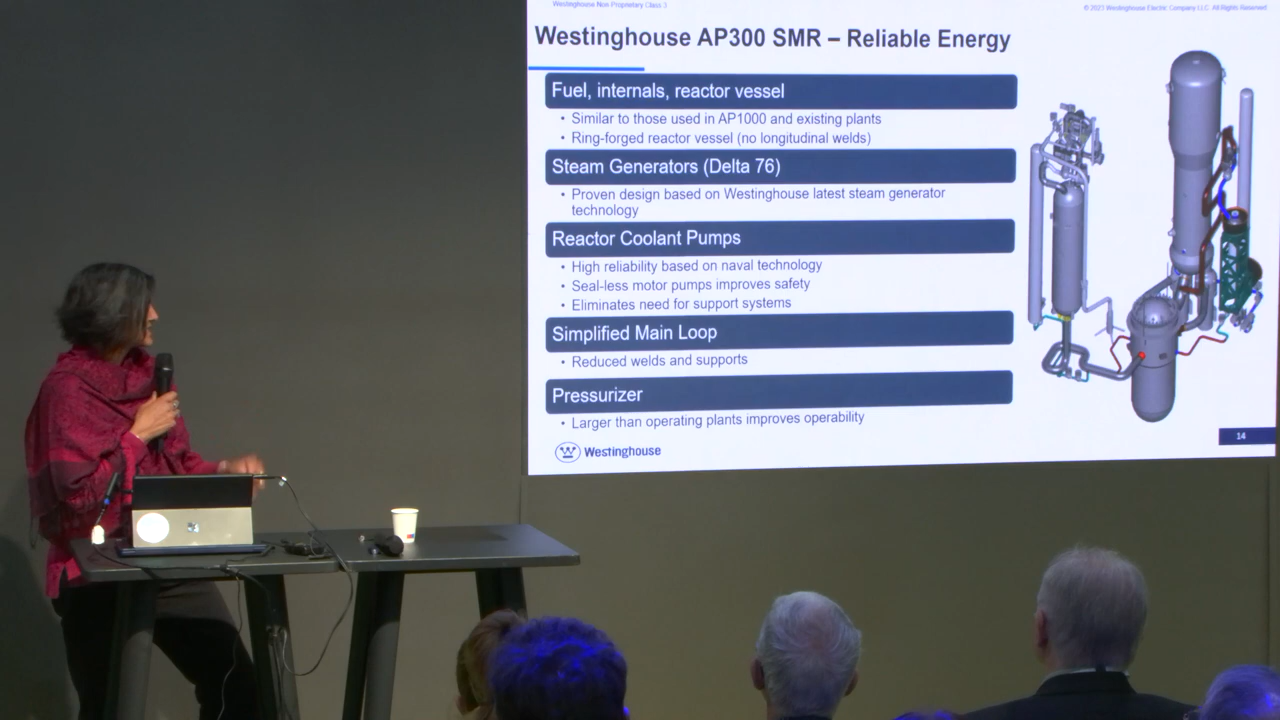 Westinghouse Non Proprietary Class 3
© 2023 Westinghouse Electric Company LLC. All Rights Reserved
Westinghouse AP300 SMR – Reliable Energy
Fuel, internals, reactor vessel
• Similar to those used in AP1000 and existing plants
• Ring-forged reactor vessel (no longitudinal welds)
Steam Generators (Delta 76)
• Proven design based on Westinghouse latest steam generator
technology
Reactor Coolant Pumps
• High reliability based on naval technology
• Seal-less motor pumps improves safety
• Eliminates need for support systems
Simplified Main Loop
• Reduced welds and supports
Pressurizer
• Larger than operating plants improves operability
Westinghouse
14